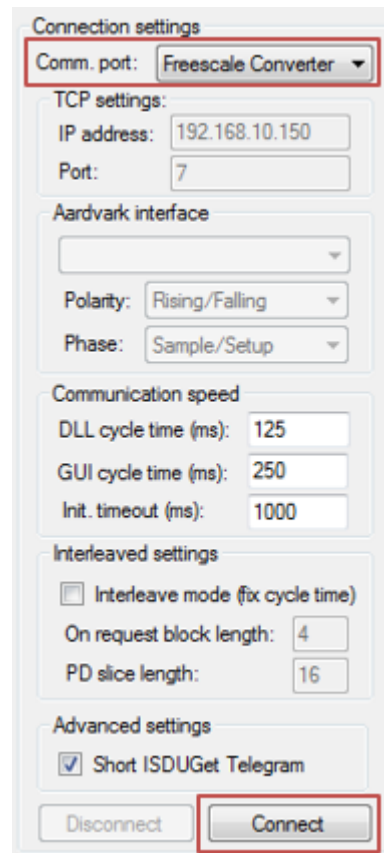 Connection settings
Comm. port: Freescale Converter
TCP settings:
IP address: 192.168.10.150
Port: 7
Aardvark interface
Polarity: Rising/Falling
Phase: Sample/Setup
Communication speed
DLL cycle time (ms): 125
GUI cycle time (ms): 250
Init. timeout (ms): 1000
Interleaved settings
Interleave mode (fix cycle time)
On request block length: 4
PD slice length: 16
Advanced settings
Short ISDUGet Telegram
Disconnect Connect